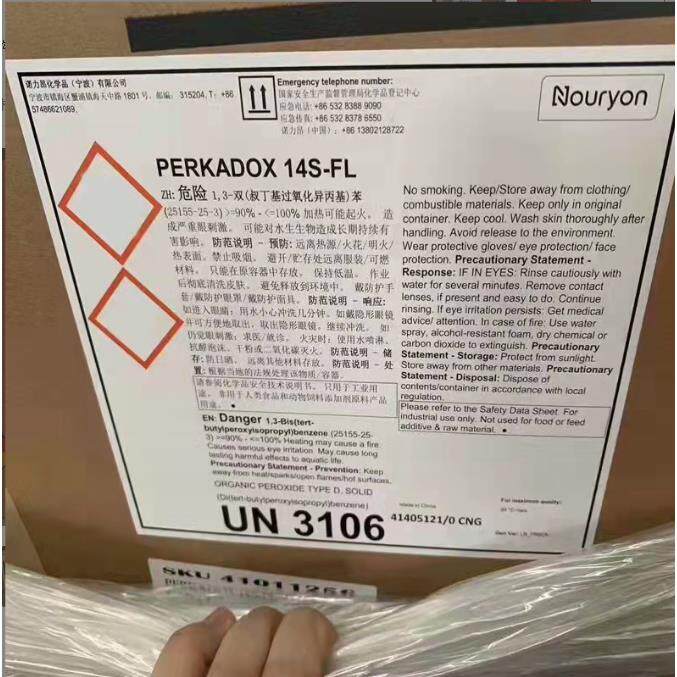 诺力昂化学品（宁波）有限公司
宁波市镇海区蟹浦镇海天中路 1801 号, 邮编: 315204, T: +86
57486621089,
Emergency telephone number:
国家安全生产监督管理局化学品登记中心
应急电话: +86 532 8388 9090
应急传真: +86 532 8378 6550
诺力昂（中国）: +86 13802128722
Nouryon
PERKADOX 14S-FL
ZH: 危险 1,3-双(叔丁基过氧化异丙基)苯
(25155-25-3) >=90% - <=100% 加热可能起火。 造
成严重眼刺激。 可能对水生生物造成长期持续有
害影响。 防范说明 - 预防: 远离热源/火花/明火/
热表面。禁止吸烟。 避开/贮存处远离服装/可燃
材料。 只能在原容器中存放。 保持低温。 作业
后彻底清洗皮肤。 避免释放到环境中。 戴防护手
套/戴防护眼罩/戴防护面具。 防范说明 - 响应:
如进入眼睛: 用水小心冲洗几分钟。如戴隐形眼镜
并可方便地取出, 取出隐形眼镜。继续冲洗。 如
仍觉眼刺激: 求医/就诊。 火灾时: 使用水喷淋、
抗醇泡沫、干粉或二氧化碳灭火。 防范说明 - 储
存: 防日晒。 远离其他材料存放。 防范说明 - 处
置: 根据当地的法规处理该物质/容器。
请参阅化学品安全技术说明书。 只用于工业用
途。 非用于人类食品和动物饲料添加剂原料产品
用途。 •
EN: Danger 1,3-Bis(tert-
butylperoxyisopropyl)benzene (25155-25-
3) >=90% - <=100% Heating may cause a fire.
Causes serious eye irritation. May cause long
lasting harmful effects to aquatic life.
Precautionary Statement - Prevention: Keep
away from heat/sparks/open flames/hot surfaces.
No smoking. Keep/Store away from clothing/
combustible materials. Keep only in original
container. Keep cool. Wash skin thoroughly after
handling. Avoid release to the environment.
Wear protective gloves/ eye protection/ face
protection. Precautionary Statement -
Response: IF IN EYES: Rinse cautiously with
water for several minutes. Remove contact
lenses, if present and easy to do. Continue
rinsing. If eye irritation persists: Get medical
advice/ attention. In case of fire: Use water
spray, alcohol-resistant foam, dry chemical or
carbon dioxide to extinguish. Precautionary
Statement - Storage: Protect from sunlight.
Store away from other materials. Precautionary
Statement - Disposal: Dispose of
contents/container in accordance with local
regulation.
Please refer to the Safety Data Sheet. For
industrial use only. Not used for food or feed
additive & raw material. •
ORGANIC PEROXIDE TYPE D, SOLID
(Di(tert-butylperoxyisopropyl)benzene)
UN 3106
41405121/0 CNG
Made in China
For maximum quality:
SKU 41011256